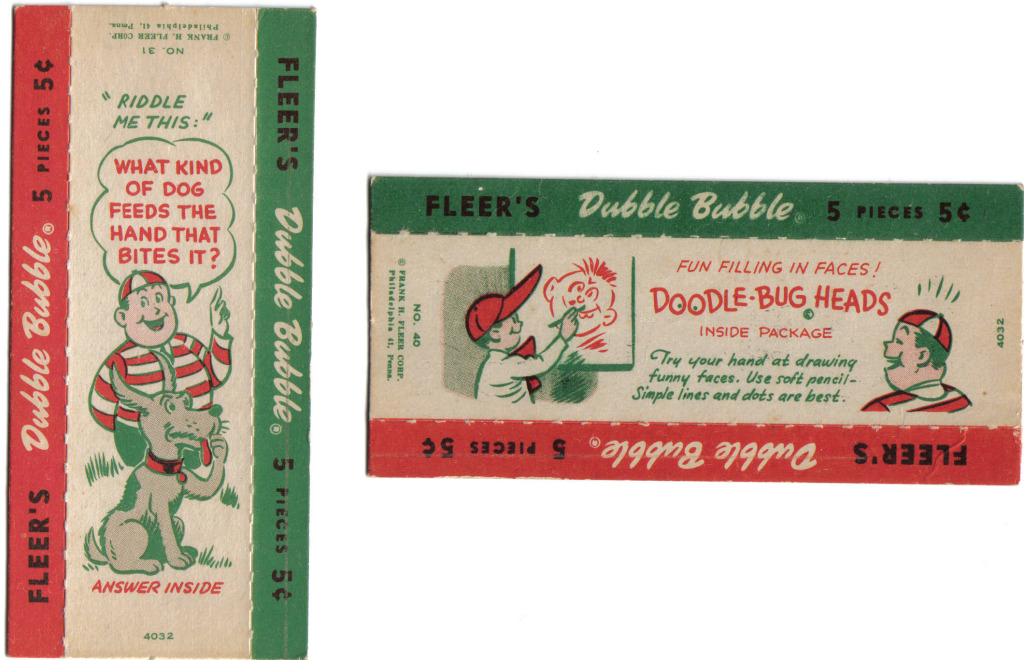 FLEER'S Dubble Bubble® 5 PIECES 5¢
© FRANK H. FLEER CORP.
Philadelphia 41, Penna.
NO. 31
"RIDDLE
ME THIS:"
WHAT KIND
OF DOG
FEEDS THE
HAND THAT
BITES IT?
ANSWER INSIDE
4032
FLEER'S Dubble Bubble® 5 PIECES 5¢
FLEER'S Dubble Bubble® 5 PIECES 5¢
© FRANK H. FLEER CORP.
Philadelphia 41, Penna.
NO. 40
FUN FILLING IN FACES!
DOODLE-BUG HEADS
INSIDE PACKAGE
Try your hand at drawing
funny faces. Use soft pencil-
Simple lines and dots are best.
4032
FLEER'S Dubble Bubble® 5 PIECES 5¢